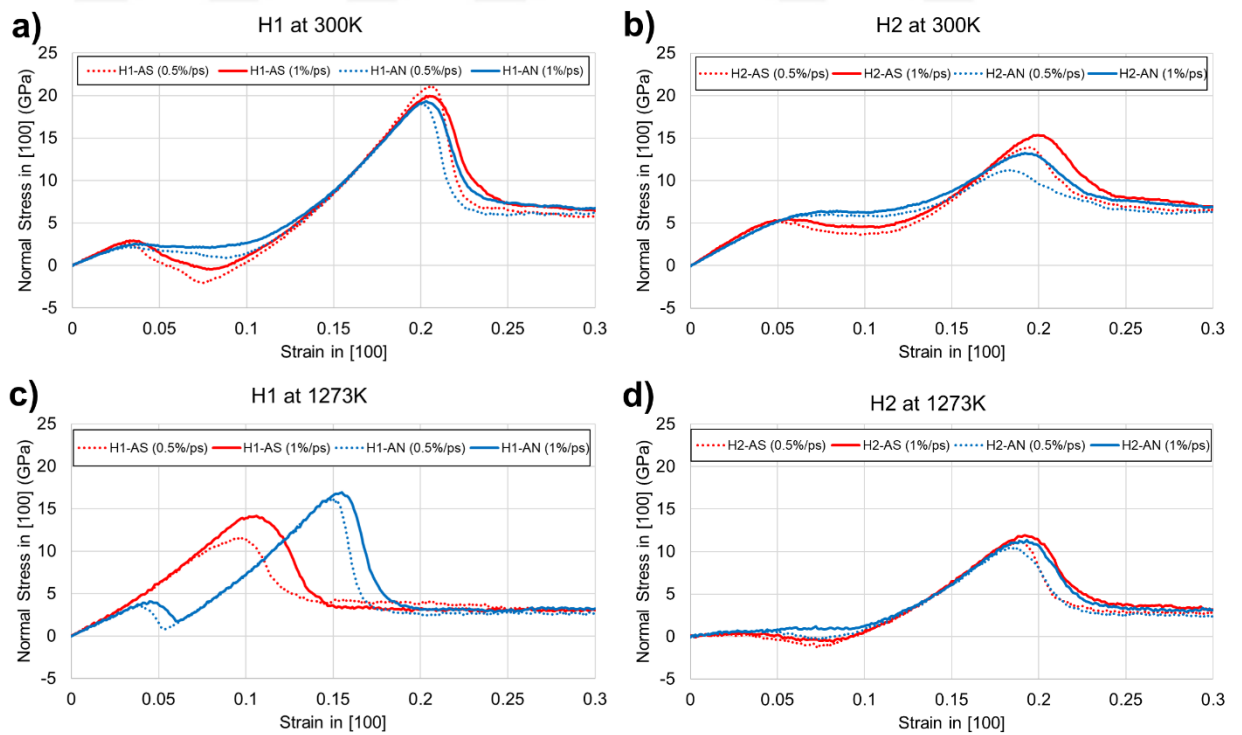 a)
H1 at 300K
H1-AS (0.5%/ps) H1-AS (1%/ps) H1-AN (0.5%/ps) H1-AN (1%/ps)
Normal Stress in [100] (GPa)
25
20
15
10
5
0
-5
0 0.05 0.1 0.15 0.2 0.25 0.3
Strain in [100]
b)
H2 at 300K
H2-AS (0.5%/ps) H2-AS (1%/ps) H2-AN (0.5%/ps) H2-AN (1%/ps)
Normal Stress in [100] (GPa)
25
20
15
10
5
0
-5
0 0.05 0.1 0.15 0.2 0.25 0.3
Strain in [100]
c)
H1 at 1273K
H1-AS (0.5%/ps) H1-AS (1%/ps) H1-AN (0.5%/ps) H1-AN (1%/ps)
Normal Stress in [100] (GPa)
25
20
15
10
5
0
-5
0 0.05 0.1 0.15 0.2 0.25 0.3
Strain in [100]
d)
H2 at 1273K
H2-AS (0.5%/ps) H2-AS (1%/ps) H2-AN (0.5%/ps) H2-AN (1%/ps)
Normal Stress in [100] (GPa)
25
20
15
10
5
0
-5
0 0.05 0.1 0.15 0.2 0.25 0.3
Strain in [100]